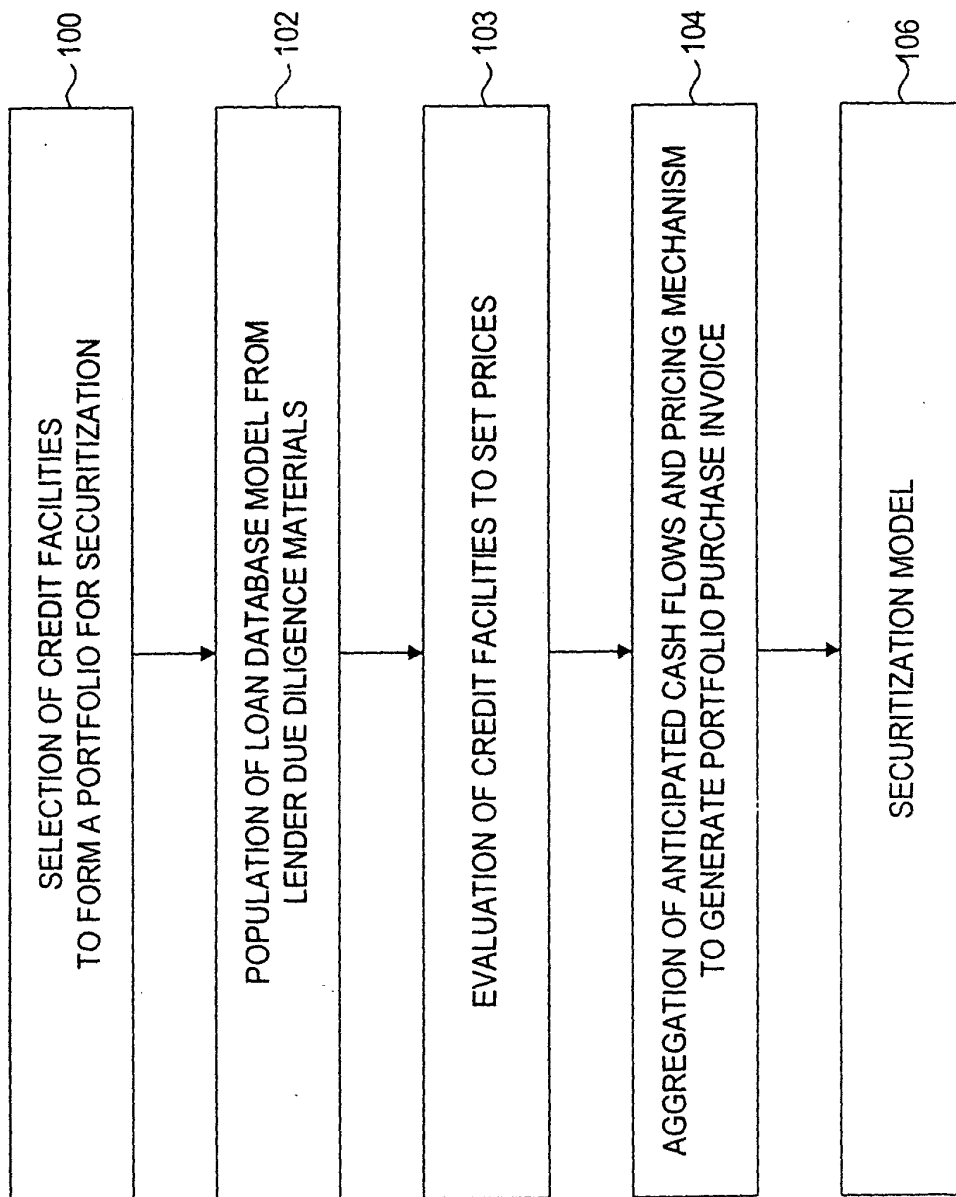 SELECTION OF CREDIT FACILITIES
TO FORM A PORTFOLIO FOR SECURITIZATION
100
POPULATION OF LOAN DATABASE MODEL FROM
LENDER DUE DILIGENCE MATERIALS
102
EVALUATION OF CREDIT FACILITIES TO SET PRICES
103
AGGREGATION OF ANTICIPATED CASH FLOWS AND PRICING MECHANISM
TO GENERATE PORTFOLIO PURCHASE INVOICE
104
SECURITIZATION MODEL
106